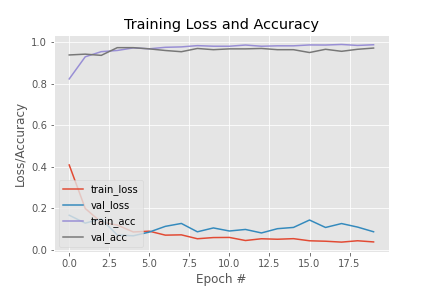 Training Loss and Accuracy
1.0
0.8
0.6
0.4
0.2
0.0
Loss/Accuracy
train_loss
val_loss
train_acc
val_acc
0.0 2.5 5.0 7.5 10.0 12.5 15.0 17.5
Epoch #